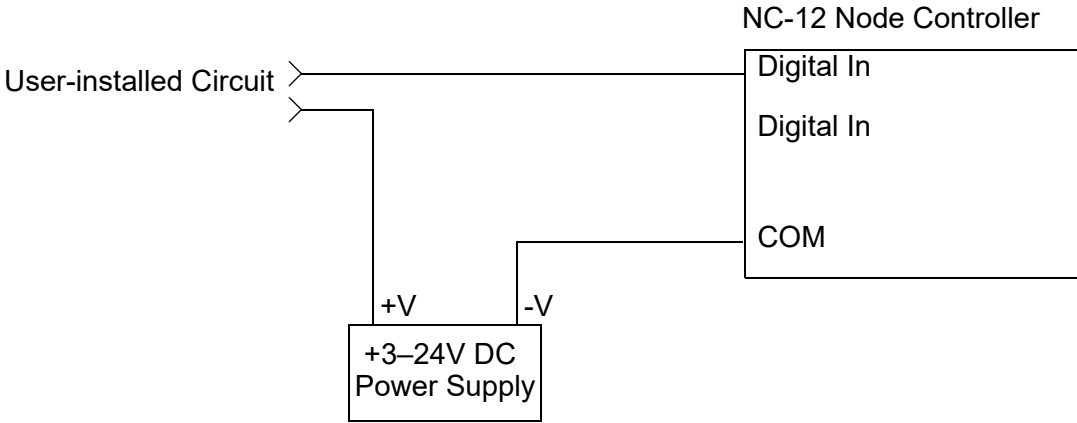 NC-12 Node Controller
User-installed Circuit
Digital In
Digital In
COM
+V
-V
+3–24V DC
Power Supply